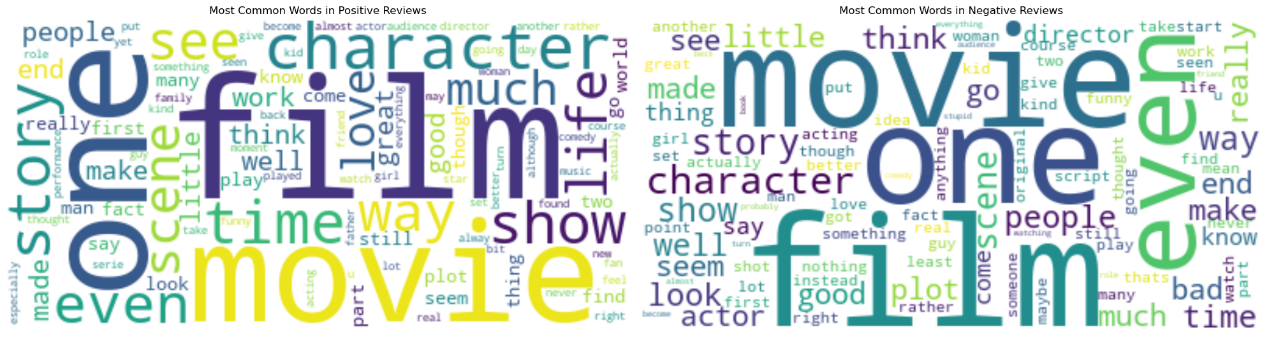 Most Common Words in Positive Reviews
people
put
yet
role
end
something
many
family
kind
really
first
story
performance
guy
make
man
fact
thought
say
serie
made
especially
even
look
one
see
give
seen
scene
little
take
become
almost
actor
audience
director
another
rather
kid
character
going
day
know
work
come
back
think
moment
well
play
played
film
love
friend
everything
great
girl
watch
good
may
woman
much
though
star
better
turn
although
comedy
music
course
actually
life
go
world
set
found
two
time
funny
father
way
still
alway
bit
show
new
lot
plot
seem
real
acting
part
thing
never
fan
feel
find
right
movie
Most Common Words in Negative Reviews
another
see
little
great
made
thing
girl
set
story
actually
acting
though
better
book
character
man
show
probably
point
say
well
turn
seem
look
lot
first
almost
become
actor
shot
movie
think
everything
woman
audience
director
course
two
put
kid
go
give
kind
funny
stupid
idea
one
anything
original
scene
script
thought
going
even
take
start
best
work
seen
friend
life
u
really
way
find
mean
end
make
never
know
love
got
something
fact
real
guy
nothing
instead
least
good
plot
rather
right
film
come
people
watching
still
play
someone
maybe
thats
role
many
much
bad
watch
part
time
comedy